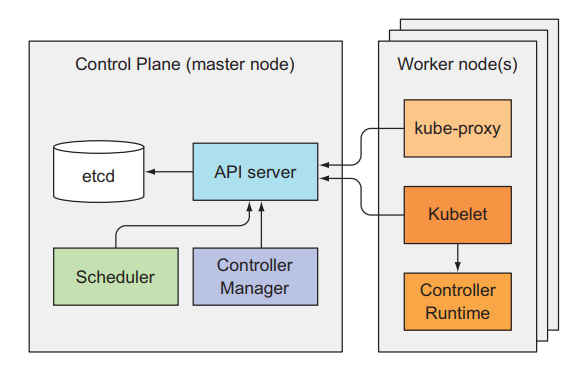 Control Plane (master node)
Worker node(s)
kube-proxy
etcd
API server
Kubelet
Scheduler
Controller
Manager
Controller
Runtime